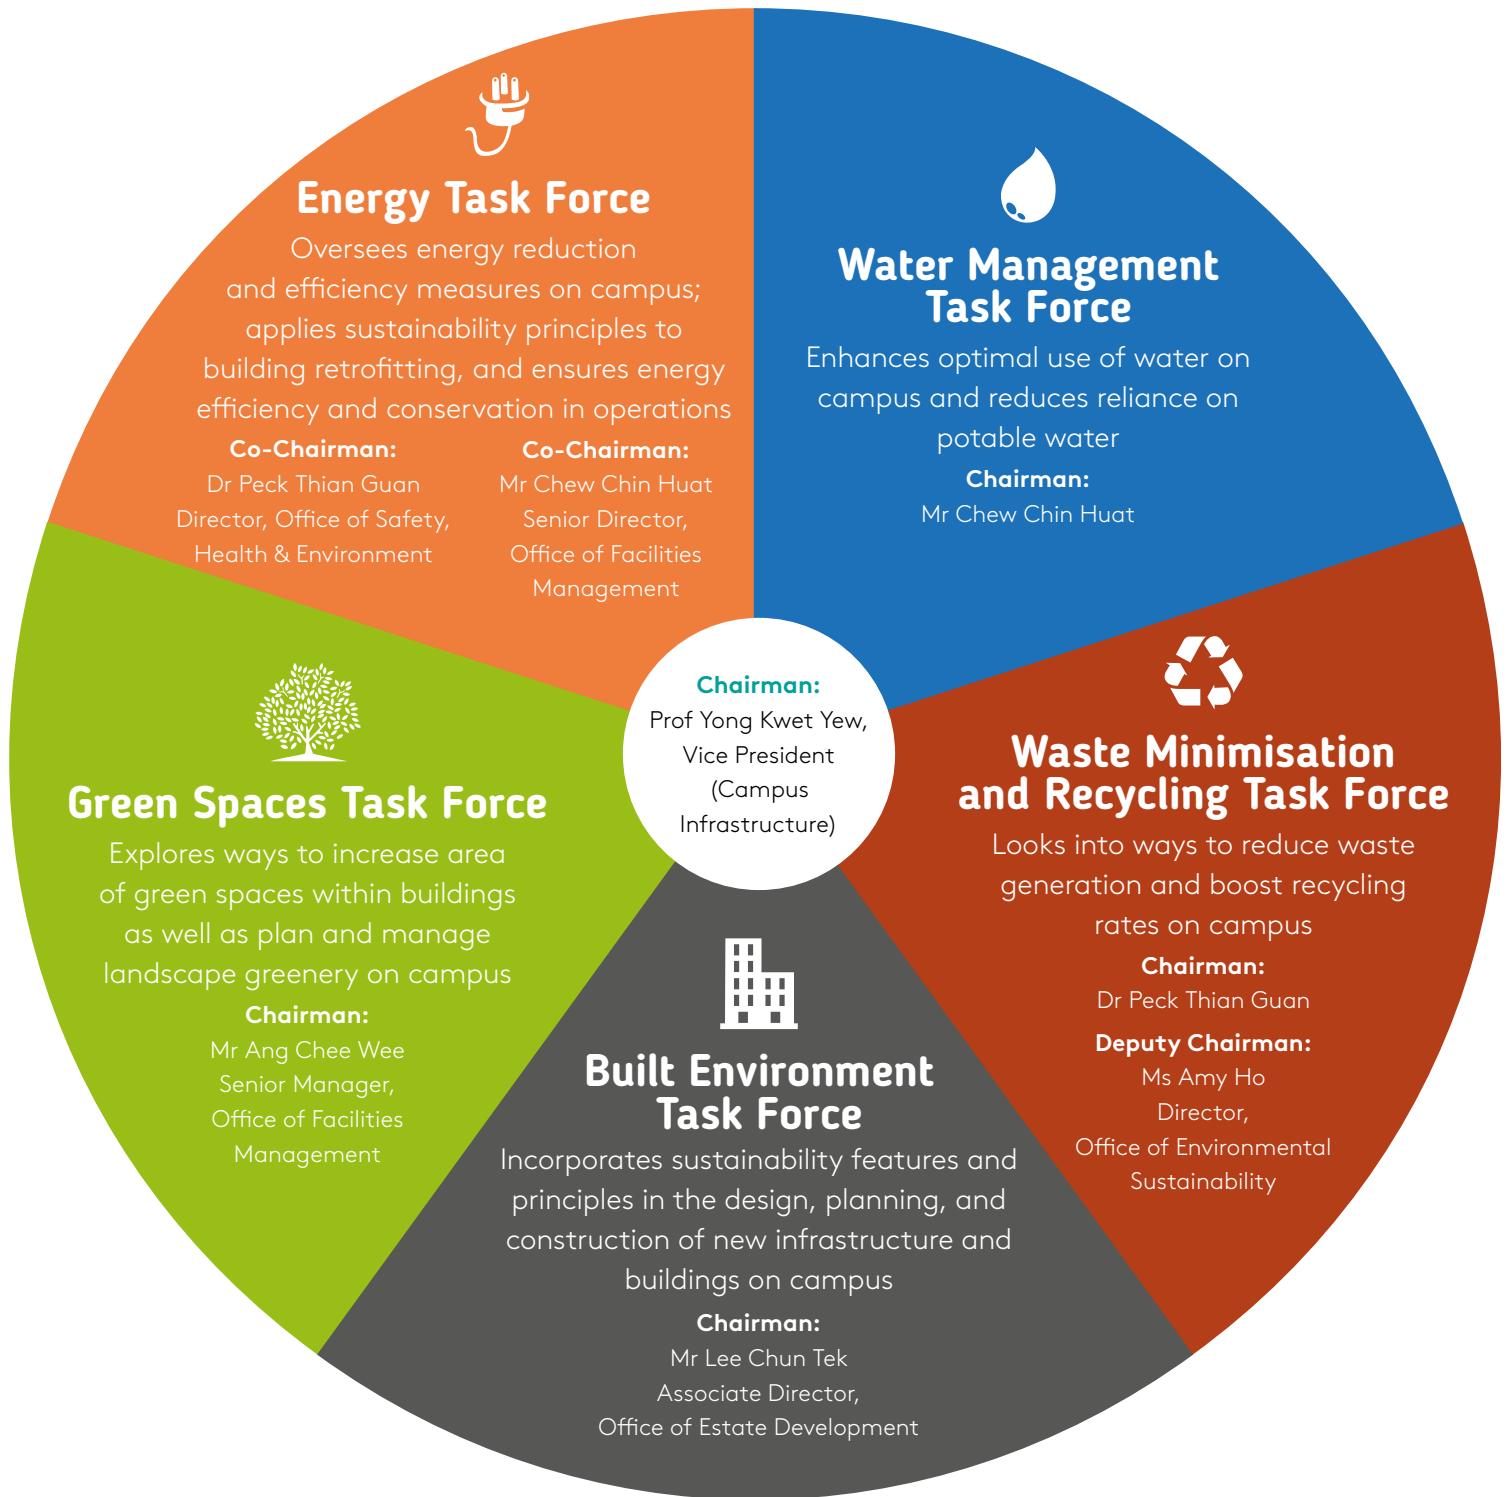 Energy Task Force
Oversees energy reduction
and efficiency measures on campus;
applies sustainability principles to
building retrofitting, and ensures energy
efficiency and conservation in operations
Co-Chairman:
Dr Peck Thian Guan
Director, Office of Safety,
Health & Environment
Co-Chairman:
Mr Chew Chin Huat
Senior Director,
Office of Facilities
Management
Water Management
Task Force
Enhances optimal use of water on
campus and reduces reliance on
potable water
Chairman:
Mr Chew Chin Huat
Chairman:
Prof Yong Kwet Yew,
Vice President
(Campus
Infrastructure)
Waste Minimisation
and Recycling Task Force
Looks into ways to reduce waste
generation and boost recycling
rates on campus
Chairman:
Dr Peck Thian Guan
Deputy Chairman:
Ms Amy Ho
Director,
Office of Environmental
Sustainability
Green Spaces Task Force
Explores ways to increase area
of green spaces within buildings
as well as plan and manage
landscape greenery on campus
Chairman:
Mr Ang Chee Wee
Senior Manager,
Office of Facilities
Management
Built Environment
Task Force
Incorporates sustainability features and
principles in the design, planning, and
construction of new infrastructure and
buildings on campus
Chairman:
Mr Lee Chun Tek
Associate Director,
Office of Estate Development